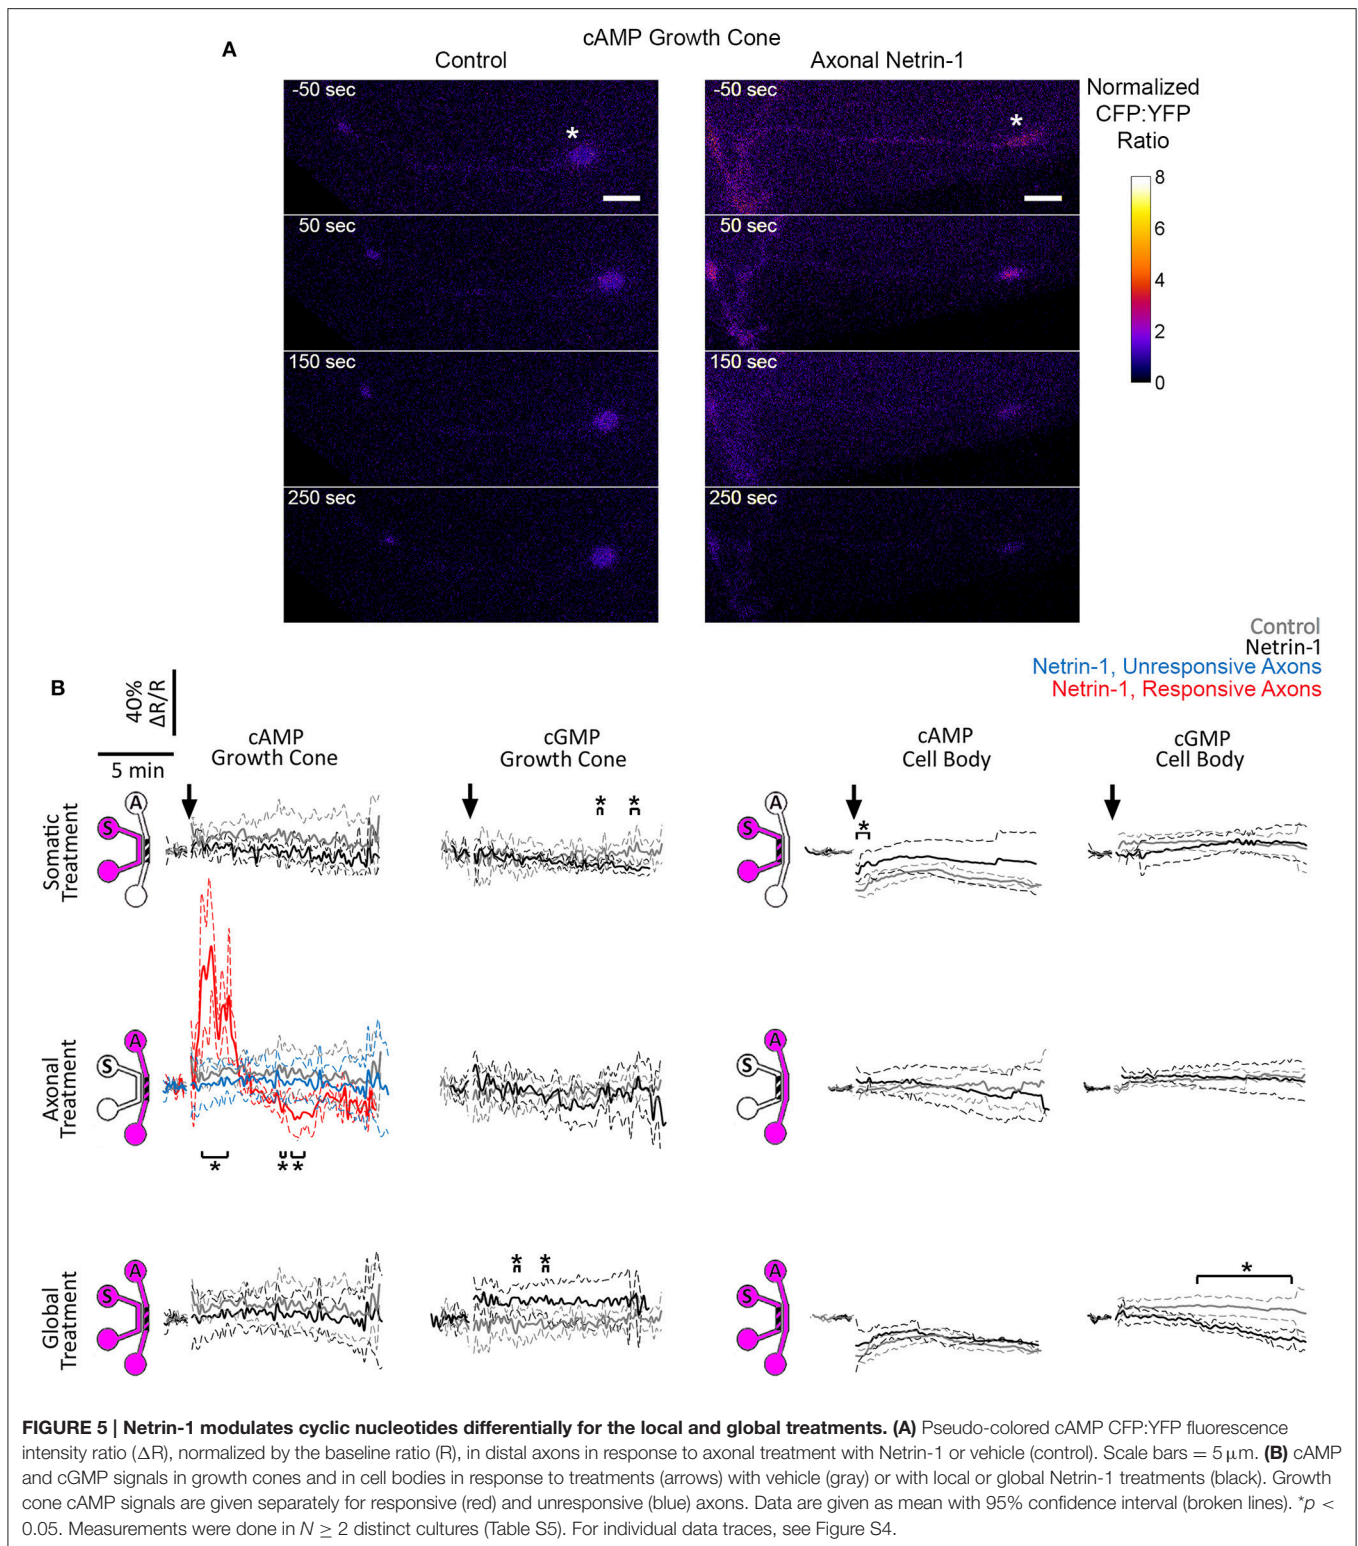 A
cAMP Growth Cone
Control
Axonal Netrin-1
-50 sec
*
-50 sec
*
Normalized
CFP:YFP
Ratio
8
6
4
2
0
50 sec
50 sec
150 sec
150 sec
250 sec
250 sec
Control
Netrin-1
Netrin-1, Unresponsive Axons
Netrin-1, Responsive Axons
B
40%
ΔR/R
5 min
cAMP
Growth Cone
cGMP
Growth Cone
cAMP
Cell Body
cGMP
Cell Body
Somatic
Treatment
A
S
* *
A
S
*
Axonal
Treatment
A
S
* * *
A
S
Global
Treatment
A
S
* *
A
S
*
FIGURE 5 | Netrin-1 modulates cyclic nucleotides differentially for the local and global treatments. (A) Pseudo-colored cAMP CFP:YFP fluorescence
intensity ratio (ΔR), normalized by the baseline ratio (R), in distal axons in response to axonal treatment with Netrin-1 or vehicle (control). Scale bars = 5 μm. (B) cAMP
and cGMP signals in growth cones and in cell bodies in response to treatments (arrows) with vehicle (gray) or with local or global Netrin-1 treatments (black). Growth
cone cAMP signals are given separately for responsive (red) and unresponsive (blue) axons. Data are given as mean with 95% confidence interval (broken lines). *p <
0.05. Measurements were done in N ≥ 2 distinct cultures (Table S5). For individual data traces, see Figure S4.